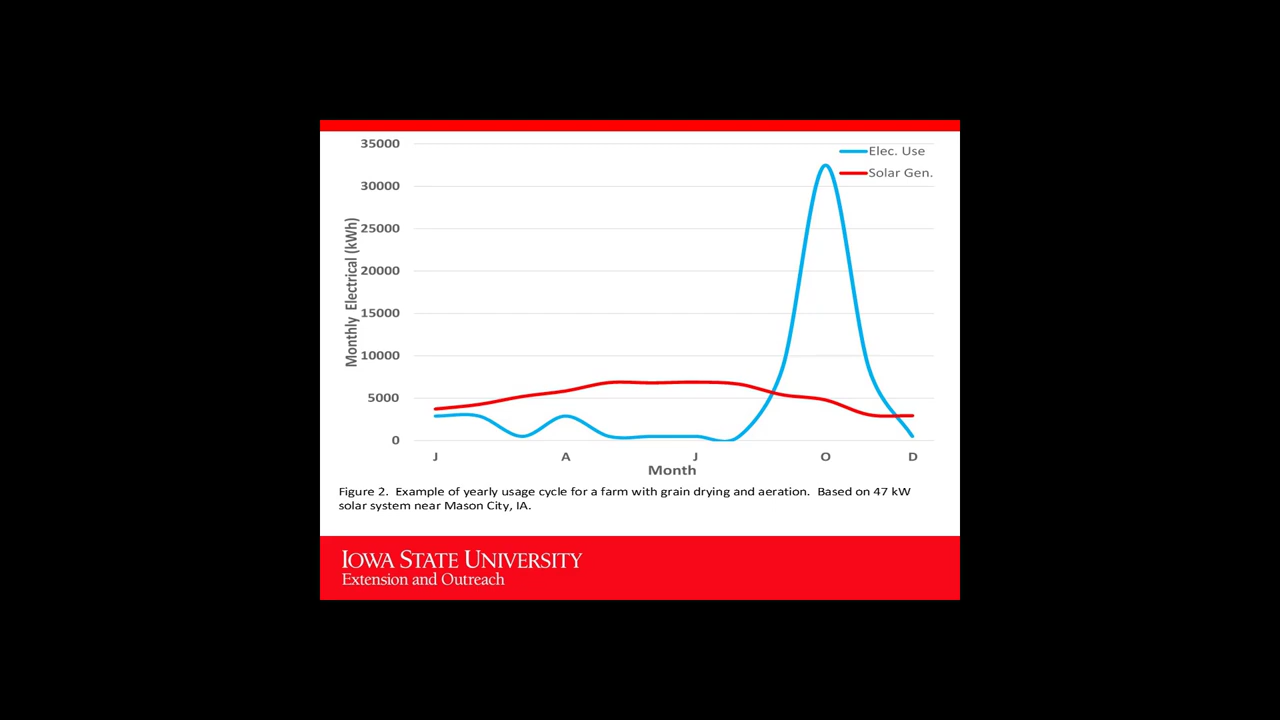 35000
30000
25000
20000
15000
10000
5000
0
Monthly Electrical (kWh)
Elec. Use
Solar Gen.
J A J O D
Month
Figure 2. Example of yearly usage cycle for a farm with grain drying and aeration. Based on 47 kW
solar system near Mason City, IA.
IOWA STATE UNIVERSITY
Extension and Outreach